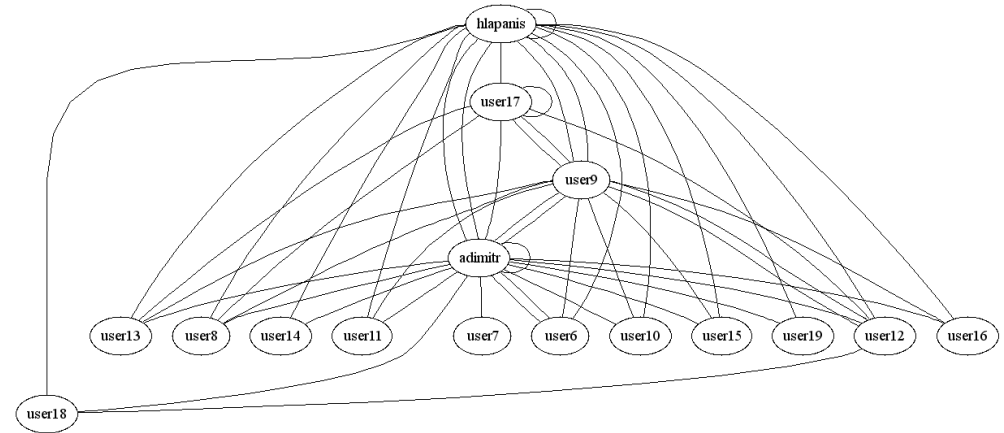 hlapanis
user17
user9
adimitr
user13 user8 user14 user11 user7 user6 user10 user15 user19 user12 user16
user18